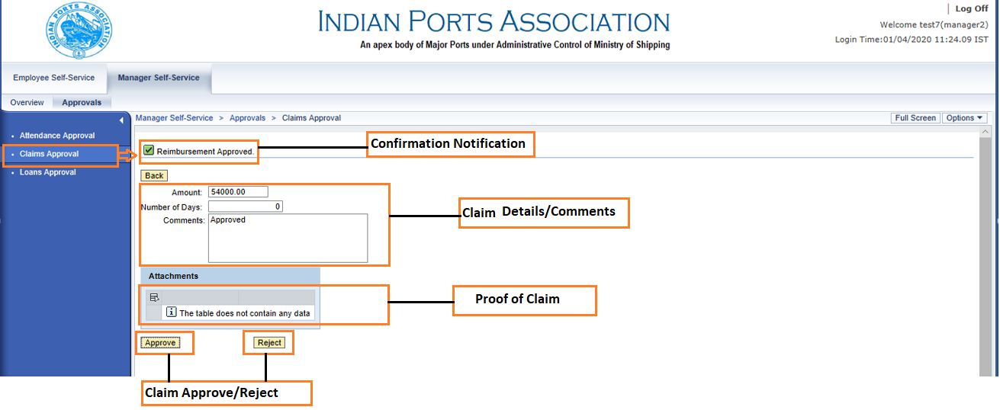 INDIAN PORTS ASSOCIATION
INDIAN PORTS ASSOCIATION
An apex body of Major Ports under Administrative Control of Ministry of Shipping
Log Off
Welcome test7(manager2)
Login Time:01/04/2020 11.24.09 IST
Employee Self-Service
Manager Self-Service
Overview
Approvals
Manager Self-Service > Approvals > Claims Approval
Full Screen
Options
Attendance Approval
Claims Approval
Loans Approval
Reimbursement Approved.
Confirmation Notification
Back
Amount: 54000.00
Number of Days: 0
Comments: Approved
Claim Details/Comments
Attachments
The table does not contain any data
Proof of Claim
Approve
Reject
Claim Approve/Reject